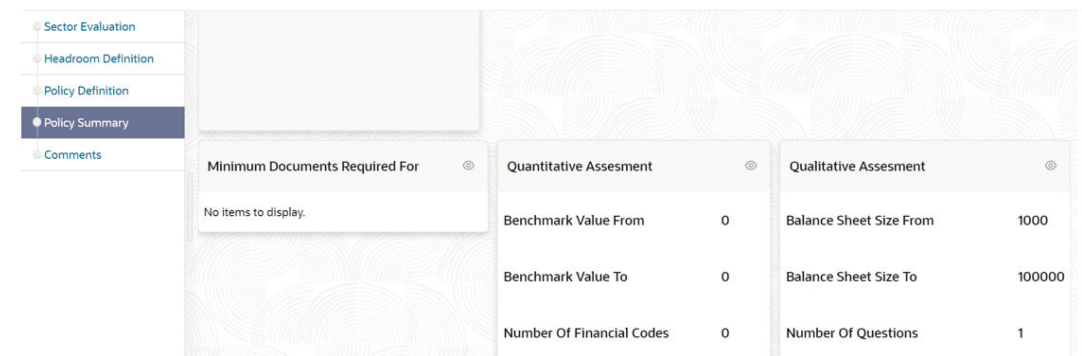 Sector Evaluation
Headroom Definition
Policy Definition
Policy Summary
Comments
Minimum Documents Required For
No items to display.
Quantitative Assesment
Benchmark Value From 0
Benchmark Value To 0
Number Of Financial Codes 0
Qualitative Assesment
Balance Sheet Size From 1000
Balance Sheet Size To 100000
Number Of Questions 1